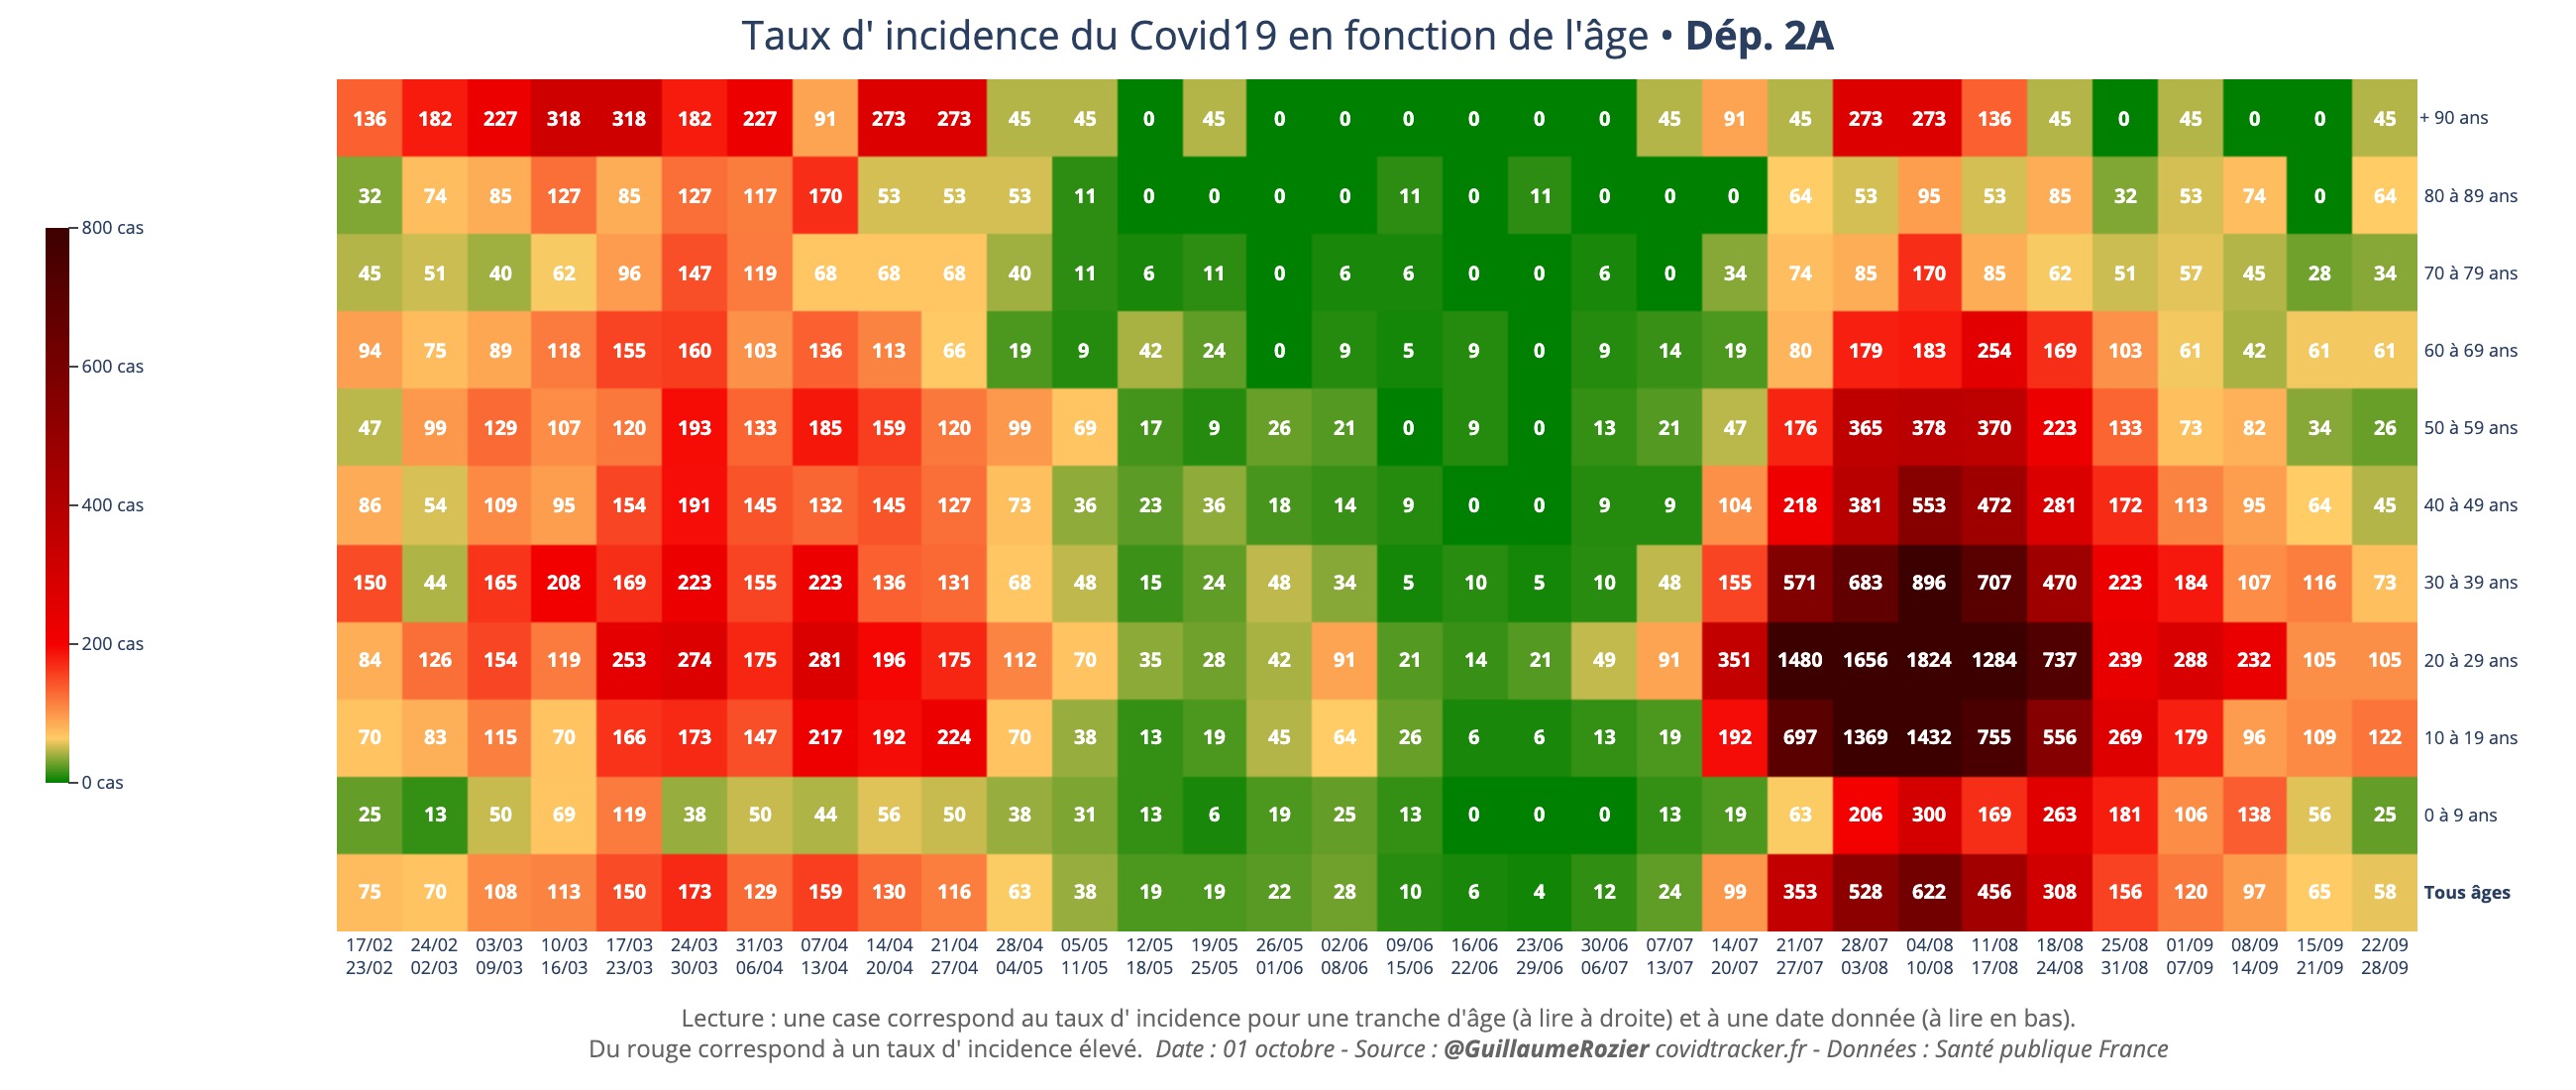 Taux d' incidence du Covid19 en fonction de l'âge • Dép. 2A
136 182 227 318 318 182 227 91 273 273 45 45 0 45 0 0 0 0 0 0 45 91 45 273 273 136 45 0 45 0 0 45 + 90 ans
32 74 85 127 85 127 117 170 53 53 53 11 0 0 0 0 11 0 11 0 0 0 64 53 95 53 85 32 53 74 0 64 80 à 89 ans
800 cas
45 51 40 62 96 147 119 68 68 68 40 11 6 11 0 6 6 0 0 6 0 34 74 85 170 85 62 51 57 45 28 34 70 à 79 ans
94 75 89 118 155 160 103 136 113 66 19 9 42 24 0 9 5 9 0 9 14 19 80 179 183 254 169 103 61 42 61 61 60 à 69 ans
600 cas
47 99 129 107 120 193 133 185 159 120 99 69 17 9 26 21 0 9 0 13 21 47 176 365 378 370 223 133 73 82 34 26 50 à 59 ans
400 cas
86 54 109 95 154 191 145 132 145 127 73 36 23 36 18 14 9 0 0 9 9 104 218 381 553 472 281 172 113 95 64 45 40 à 49 ans
150 44 165 208 169 223 155 223 136 131 68 48 15 24 48 34 5 10 5 10 48 155 571 683 896 707 470 223 184 107 116 73 30 à 39 ans
200 cas
84 126 154 119 253 274 175 281 196 175 112 70 35 28 42 91 21 14 21 49 91 351 1480 1656 1824 1284 737 239 288 232 105 105 20 à 29 ans
70 83 115 70 166 173 147 217 192 224 70 38 13 19 45 64 26 6 6 13 19 192 697 1369 1432 755 556 269 179 96 109 122 10 à 19 ans
0 cas
25 13 50 69 119 38 50 44 56 50 38 31 13 6 19 25 13 0 0 0 13 19 63 206 300 169 263 181 106 138 56 25 0 à 9 ans
75 70 108 113 150 173 129 159 130 116 63 38 19 19 22 28 10 6 4 12 24 99 353 528 622 456 308 156 120 97 65 58 Tous âges
17/02 24/02 03/03 10/03 17/03 24/03 31/03 07/04 14/04 21/04 28/04 05/05 12/05 19/05 26/05 02/06 09/06 16/06 23/06 30/06 07/07 14/07 21/07 28/07 04/08 11/08 18/08 25/08 01/09 08/09 15/09 22/09
23/02 02/03 09/03 16/03 23/03 30/03 06/04 13/04 20/04 27/04 04/05 11/05 18/05 25/05 01/06 08/06 15/06 22/06 29/06 06/07 13/07 20/07 27/07 03/08 10/08 17/08 24/08 31/08 07/09 14/09 21/09 28/09
Lecture : une case correspond au taux d' incidence pour une tranche d'âge (à lire à droite) et à une date donnée (à lire en bas).
Du rouge correspond à un taux d' incidence élevé. Date : 01 octobre - Source : @GuillaumeRozier covidtracker.fr - Données : Santé publique France